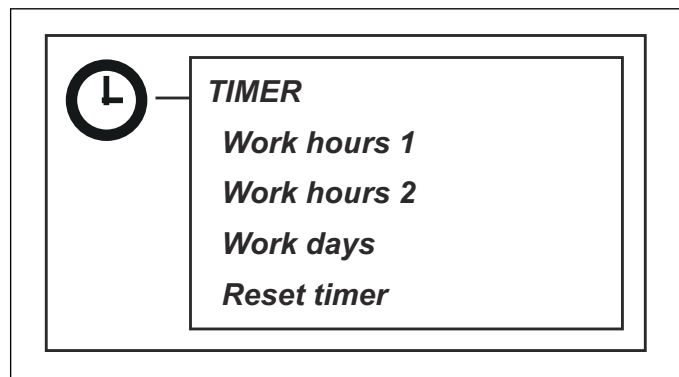 TIMER
Work hours 1
Work hours 2
Work days
Reset timer